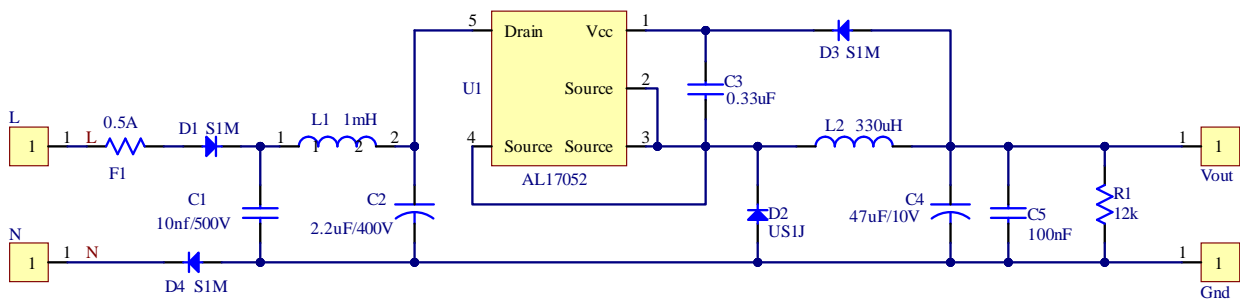 5
Drain
Vcc
1
D3 S1M
U1
2
Source
C3
0.33uF
L
1
1
L
0.5A
F1
D1 S1M
1
L1 1mH
1
2
2
4
Source
Source
3
AL17052
L2 330uH
1
1
Vout
C1
10nf/500V
C2
2.2uF/400V
D2
US1J
C4
47uF/10V
C5
100nF
R1
12k
N
1
1
N
D4 S1M
1
1
Gnd